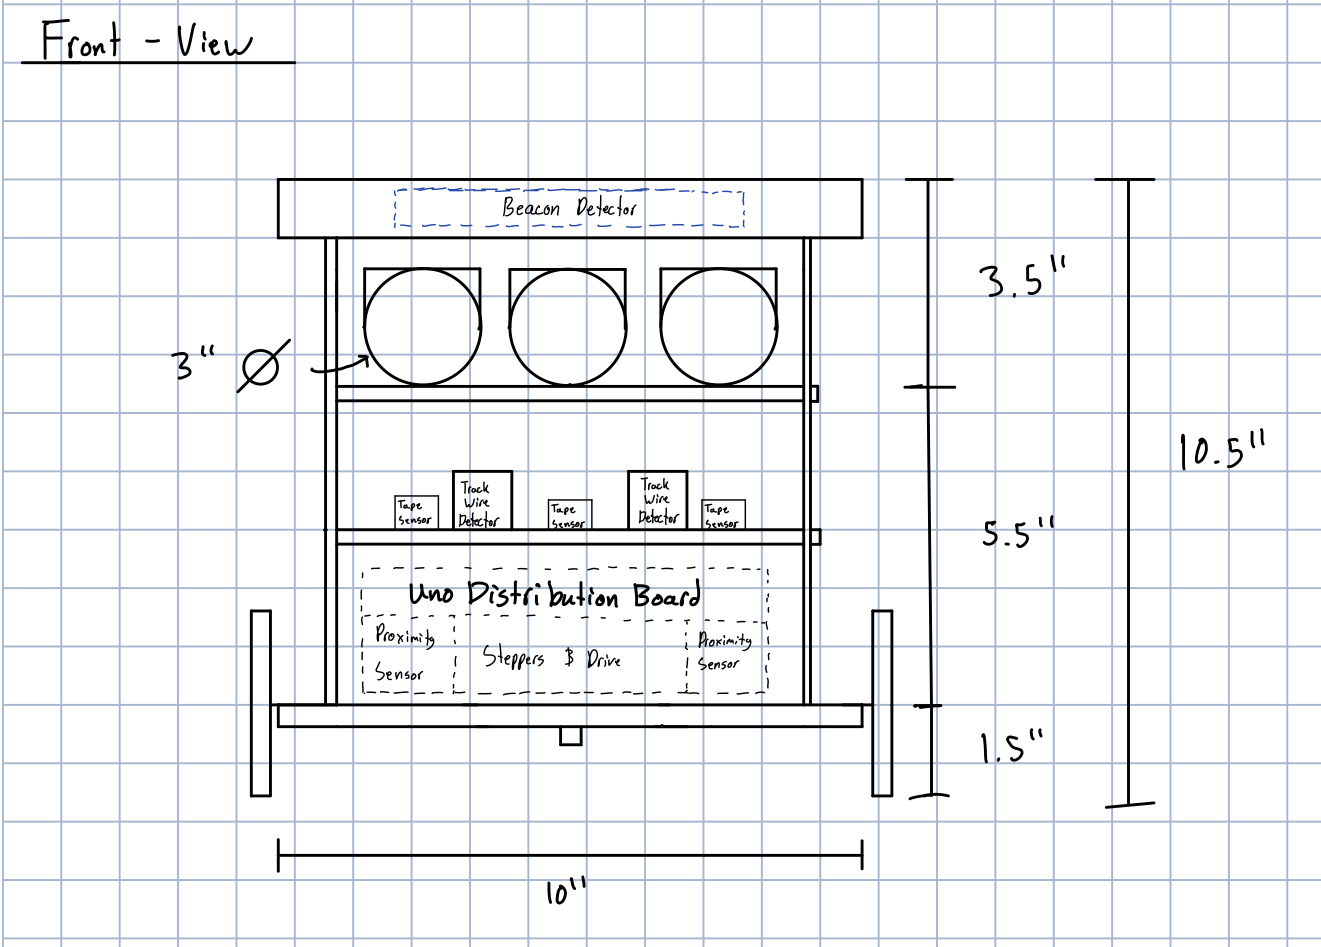 Front - View
Beacon Detector
3.5"
3" Ø
10.5"
Tape
Sensor
Track
Wire
Detector
Tape
Sensor
Track
Wire
Detector
Tape
Sensor
5.5"
Uno Distribution Board
Proximity
Sensor
Steppers & Drive
Proximity
Sensor
1.5"
10"